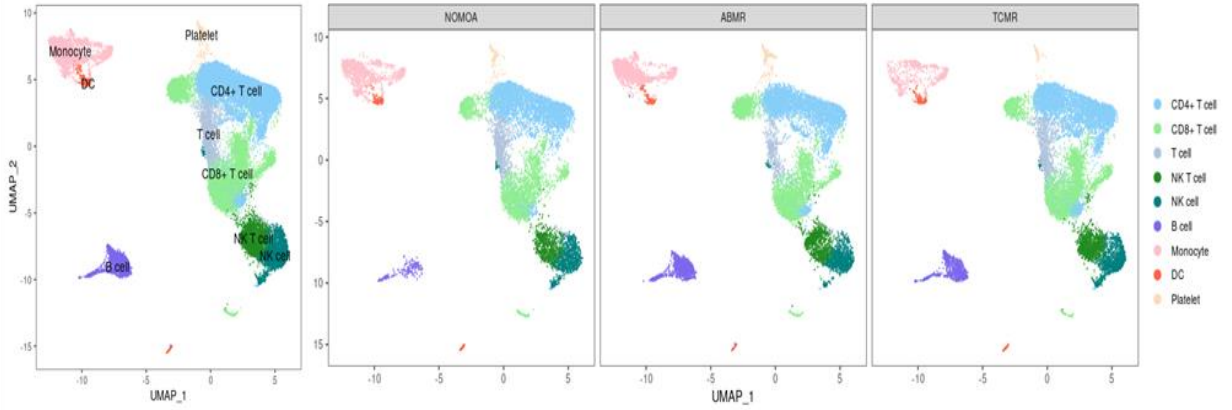 NOMOA
ABMR
TCMR
10
5
0
-5
-10
-15
UMAP_2
Platelet
Monocyte
DC
CD4+ T cell
T cell
CD8+ T cell
NK T cell
NK cell
B cell
-10
-5
0
5
UMAP_1
10
5
0
-5
10
15
-10
-5
0
5
-10
-5
0
5
-10
-5
0
5
UMAP_1
CD4+ T cell
CD8+ T cell
T cell
NK T cell
NK cell
B cell
Monocyte
DC
Platelet